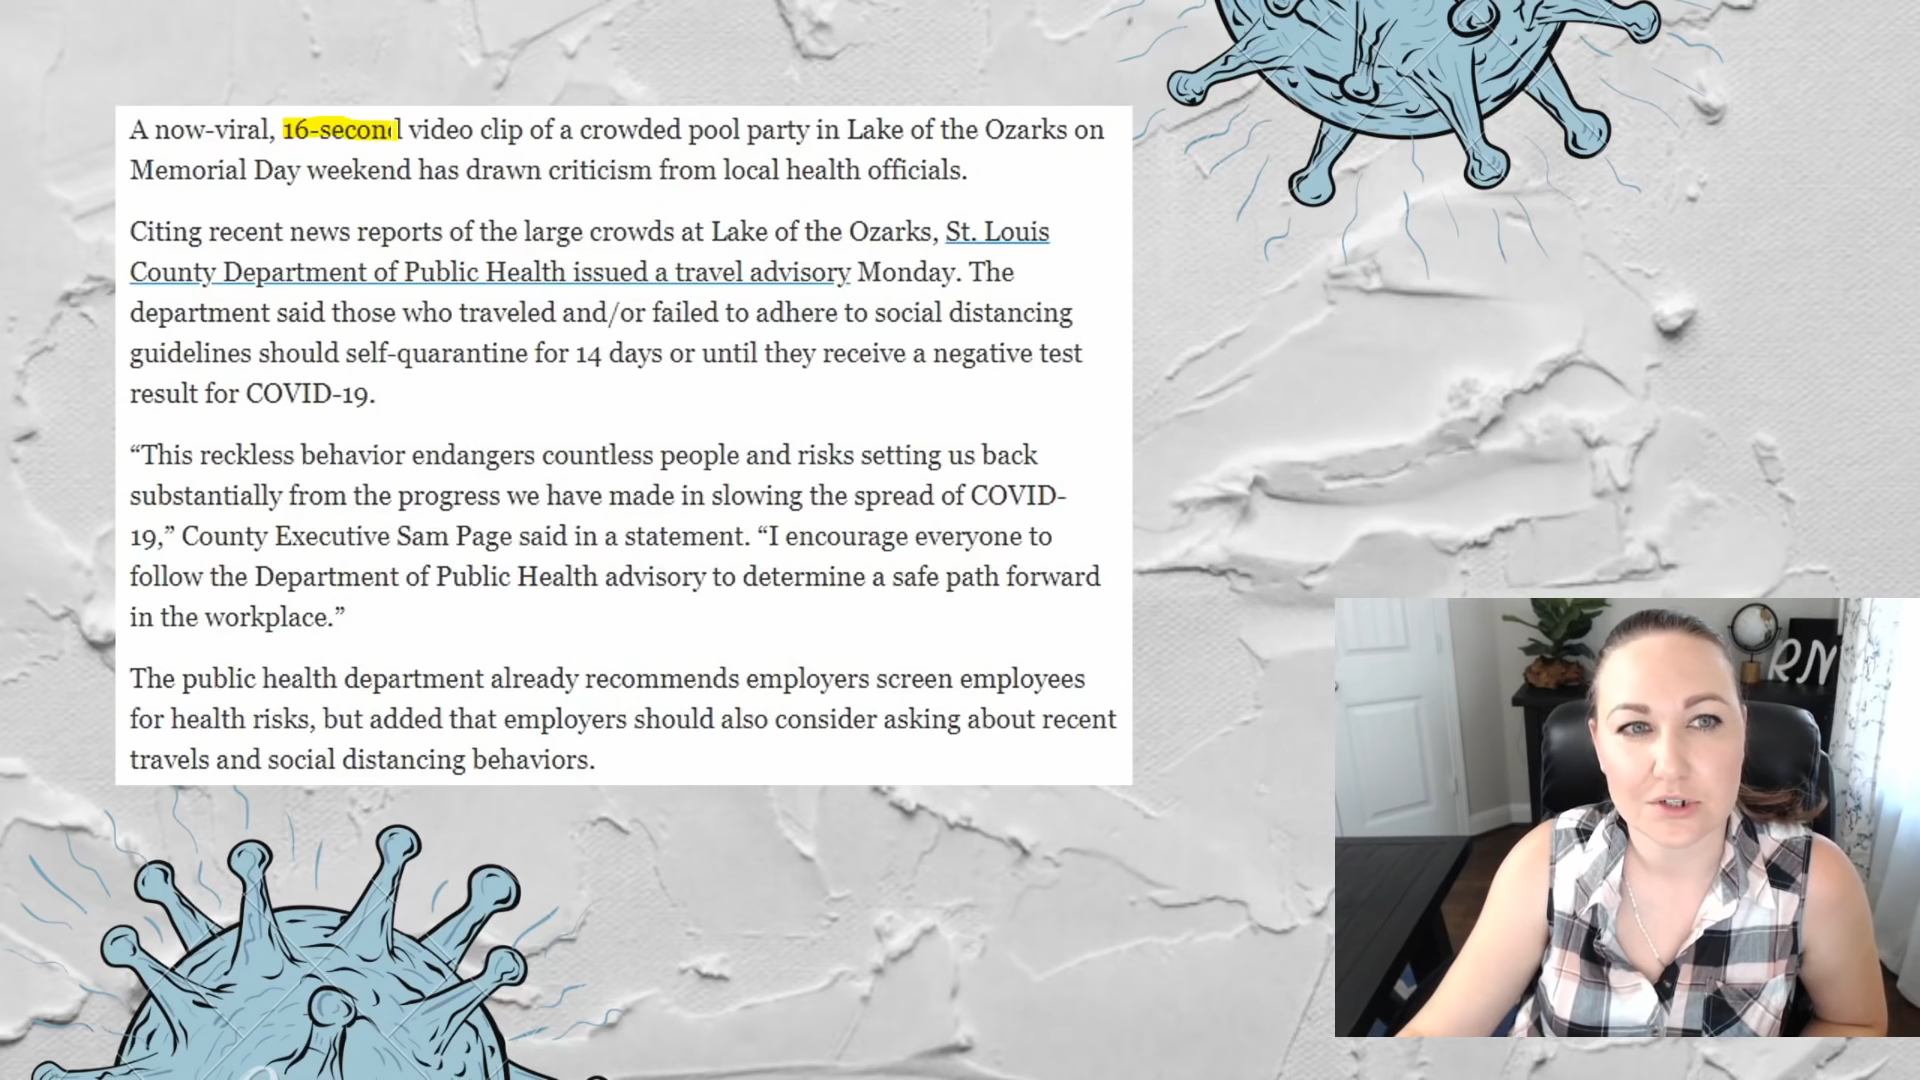 A now-viral, 16-second video clip of a crowded pool party in Lake of the Ozarks on
Memorial Day weekend has drawn criticism from local health officials.
Citing recent news reports of the large crowds at Lake of the Ozarks, St. Louis
County Department of Public Health issued a travel advisory Monday. The
department said those who traveled and/or failed to adhere to social distancing
guidelines should self-quarantine for 14 days or until they receive a negative test
result for COVID-19.
“This reckless behavior endangers countless people and risks setting us back
substantially from the progress we have made in slowing the spread of COVID-
19,” County Executive Sam Page said in a statement. “I encourage everyone to
follow the Department of Public Health advisory to determine a safe path forward
in the workplace.”
The public health department already recommends employers screen employees
for health risks, but added that employers should also consider asking about recent
travels and social distancing behaviors.
RN